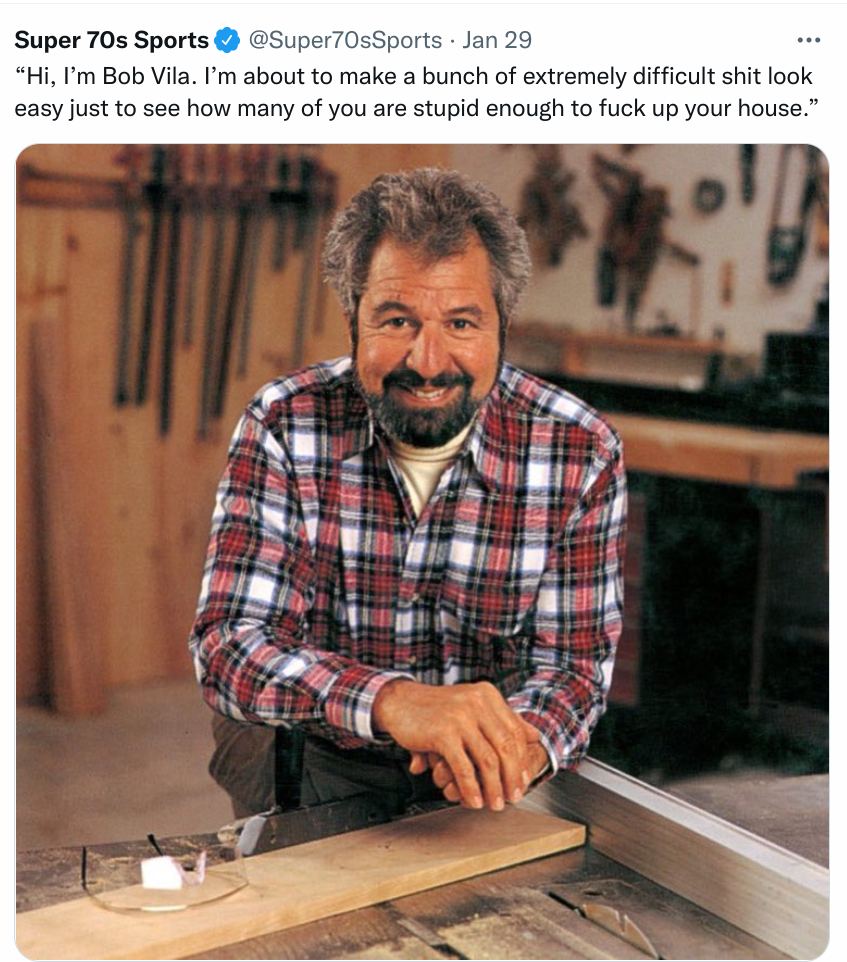 Super 70s Sports @Super70sSports · Jan 29
“Hi, I’m Bob Vila. I’m about to make a bunch of extremely difficult shit look
easy just to see how many of you are stupid enough to fuck up your house.”